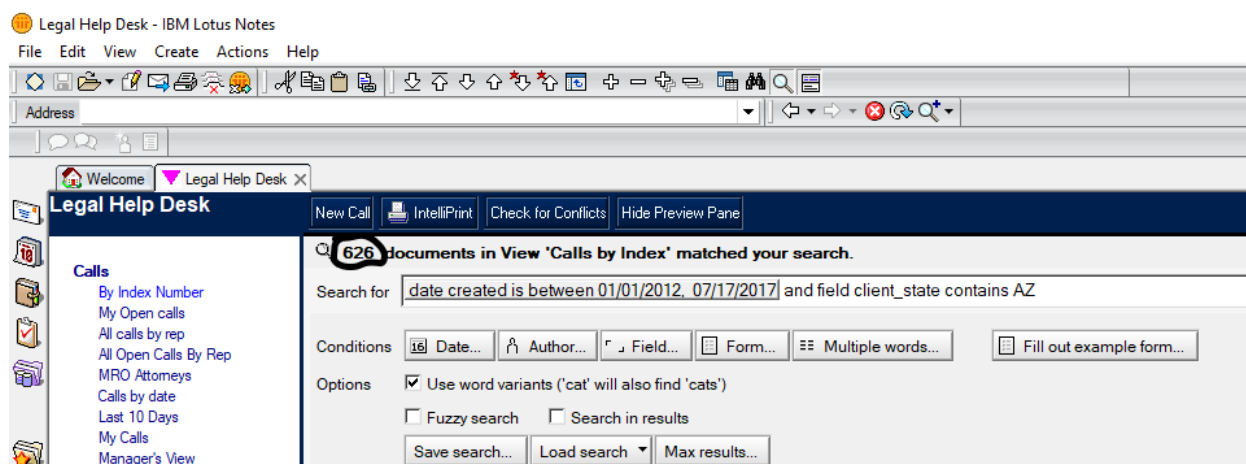 Legal Help Desk - IBM Lotus Notes
File Edit View Create Actions Help
Address
Welcome Legal Help Desk
Legal Help Desk
New Call IntelliPrint Check for Conflicts Hide Preview Pane
626 documents in View 'Calls by Index' matched your search.
Calls
Search for date created is between 01/01/2012, 07/17/2017 and field client_state contains AZ
By Index Number
My Open calls
All calls by rep
All Open Calls By Rep
MRO Attorneys
Calls by date
Last 10 Days
My Calls
Manager's View
Conditions 16 Date... Author... Field... Form... Multiple words... Fill out example form...
Options Use word variants ('cat' will also find 'cats')
Fuzzy search Search in results
Save search... Load search Max results...
18